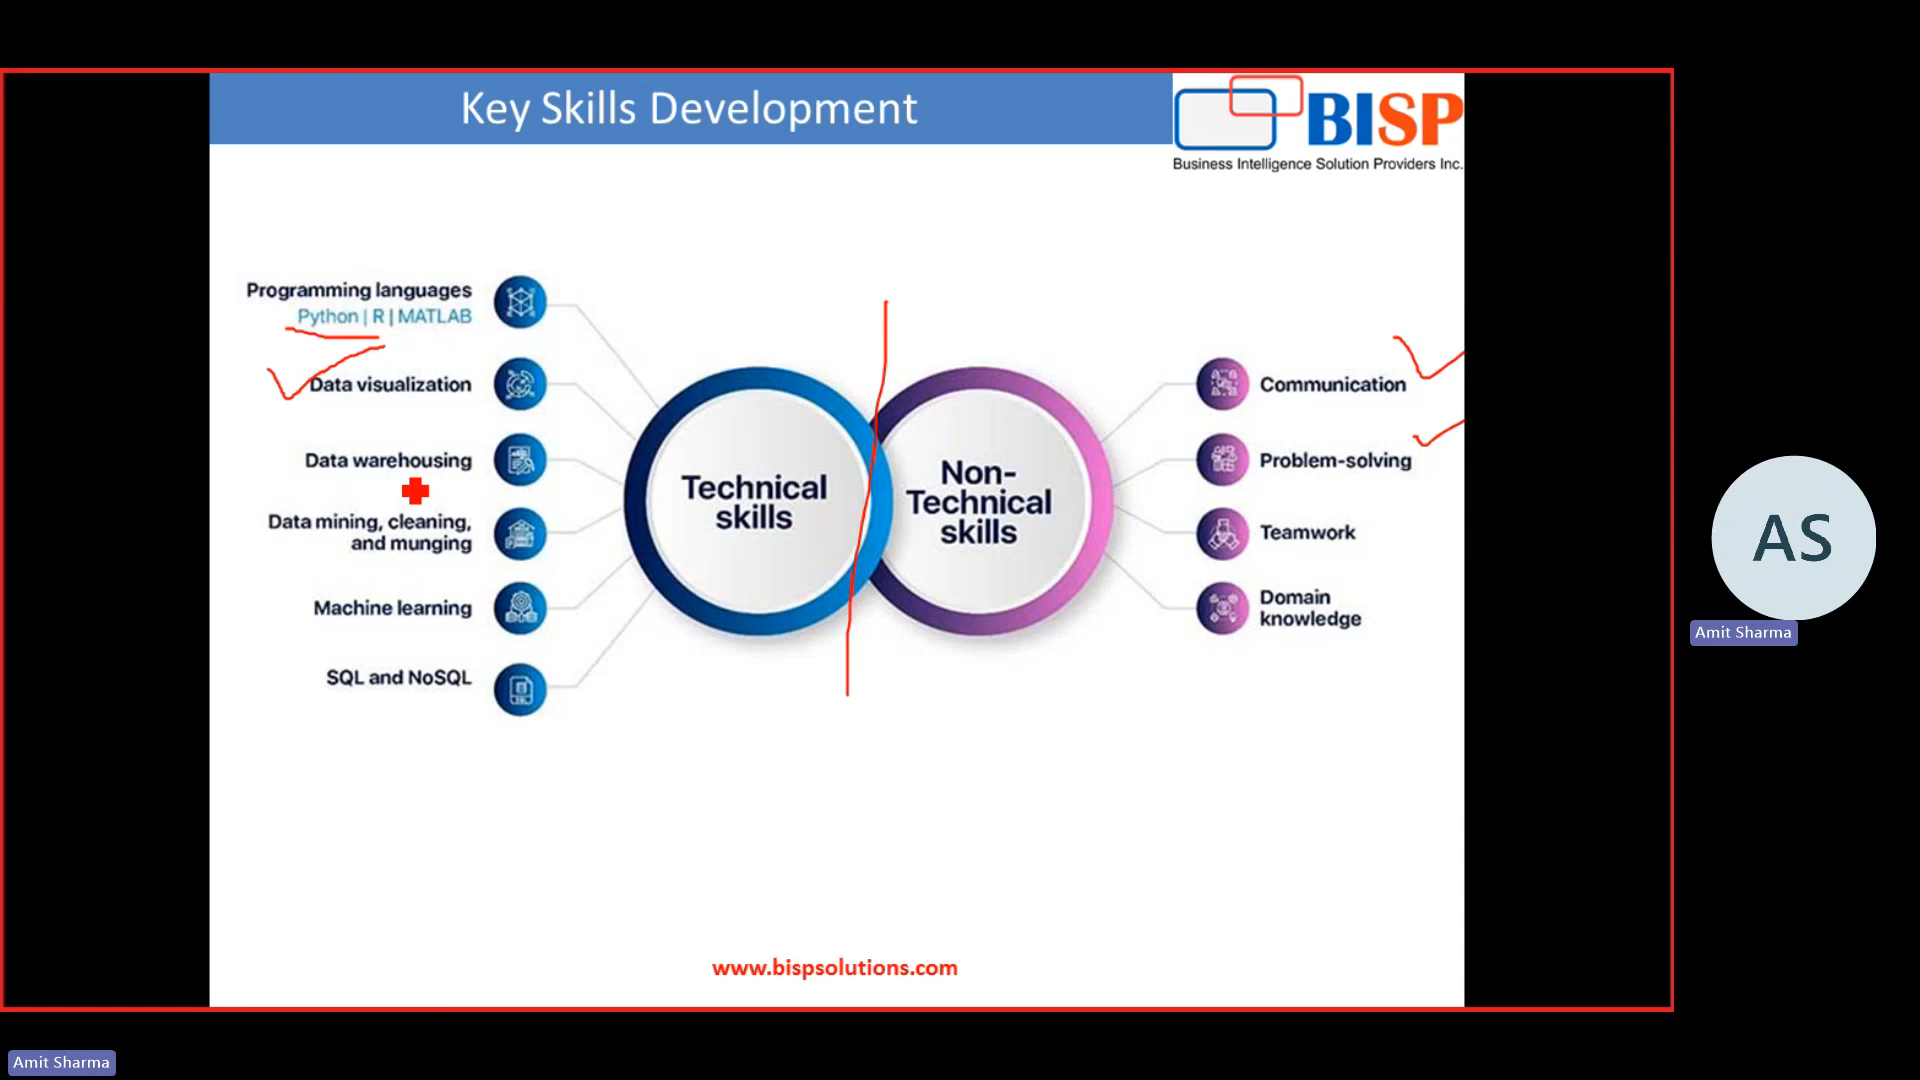 Key Skills Development
BISP
Business Intelligence Solution Providers Inc.
Programming languages
Python | R | MATLAB
Data visualization
Data warehousing
Data mining, cleaning,
and munging
Machine learning
SQL and NoSQL
Technical
skills
Non-
Technical
skills
Communication
Problem-solving
Teamwork
Domain
knowledge
www.bispsolutions.com
AS
Amit Sharma
Amit Sharma